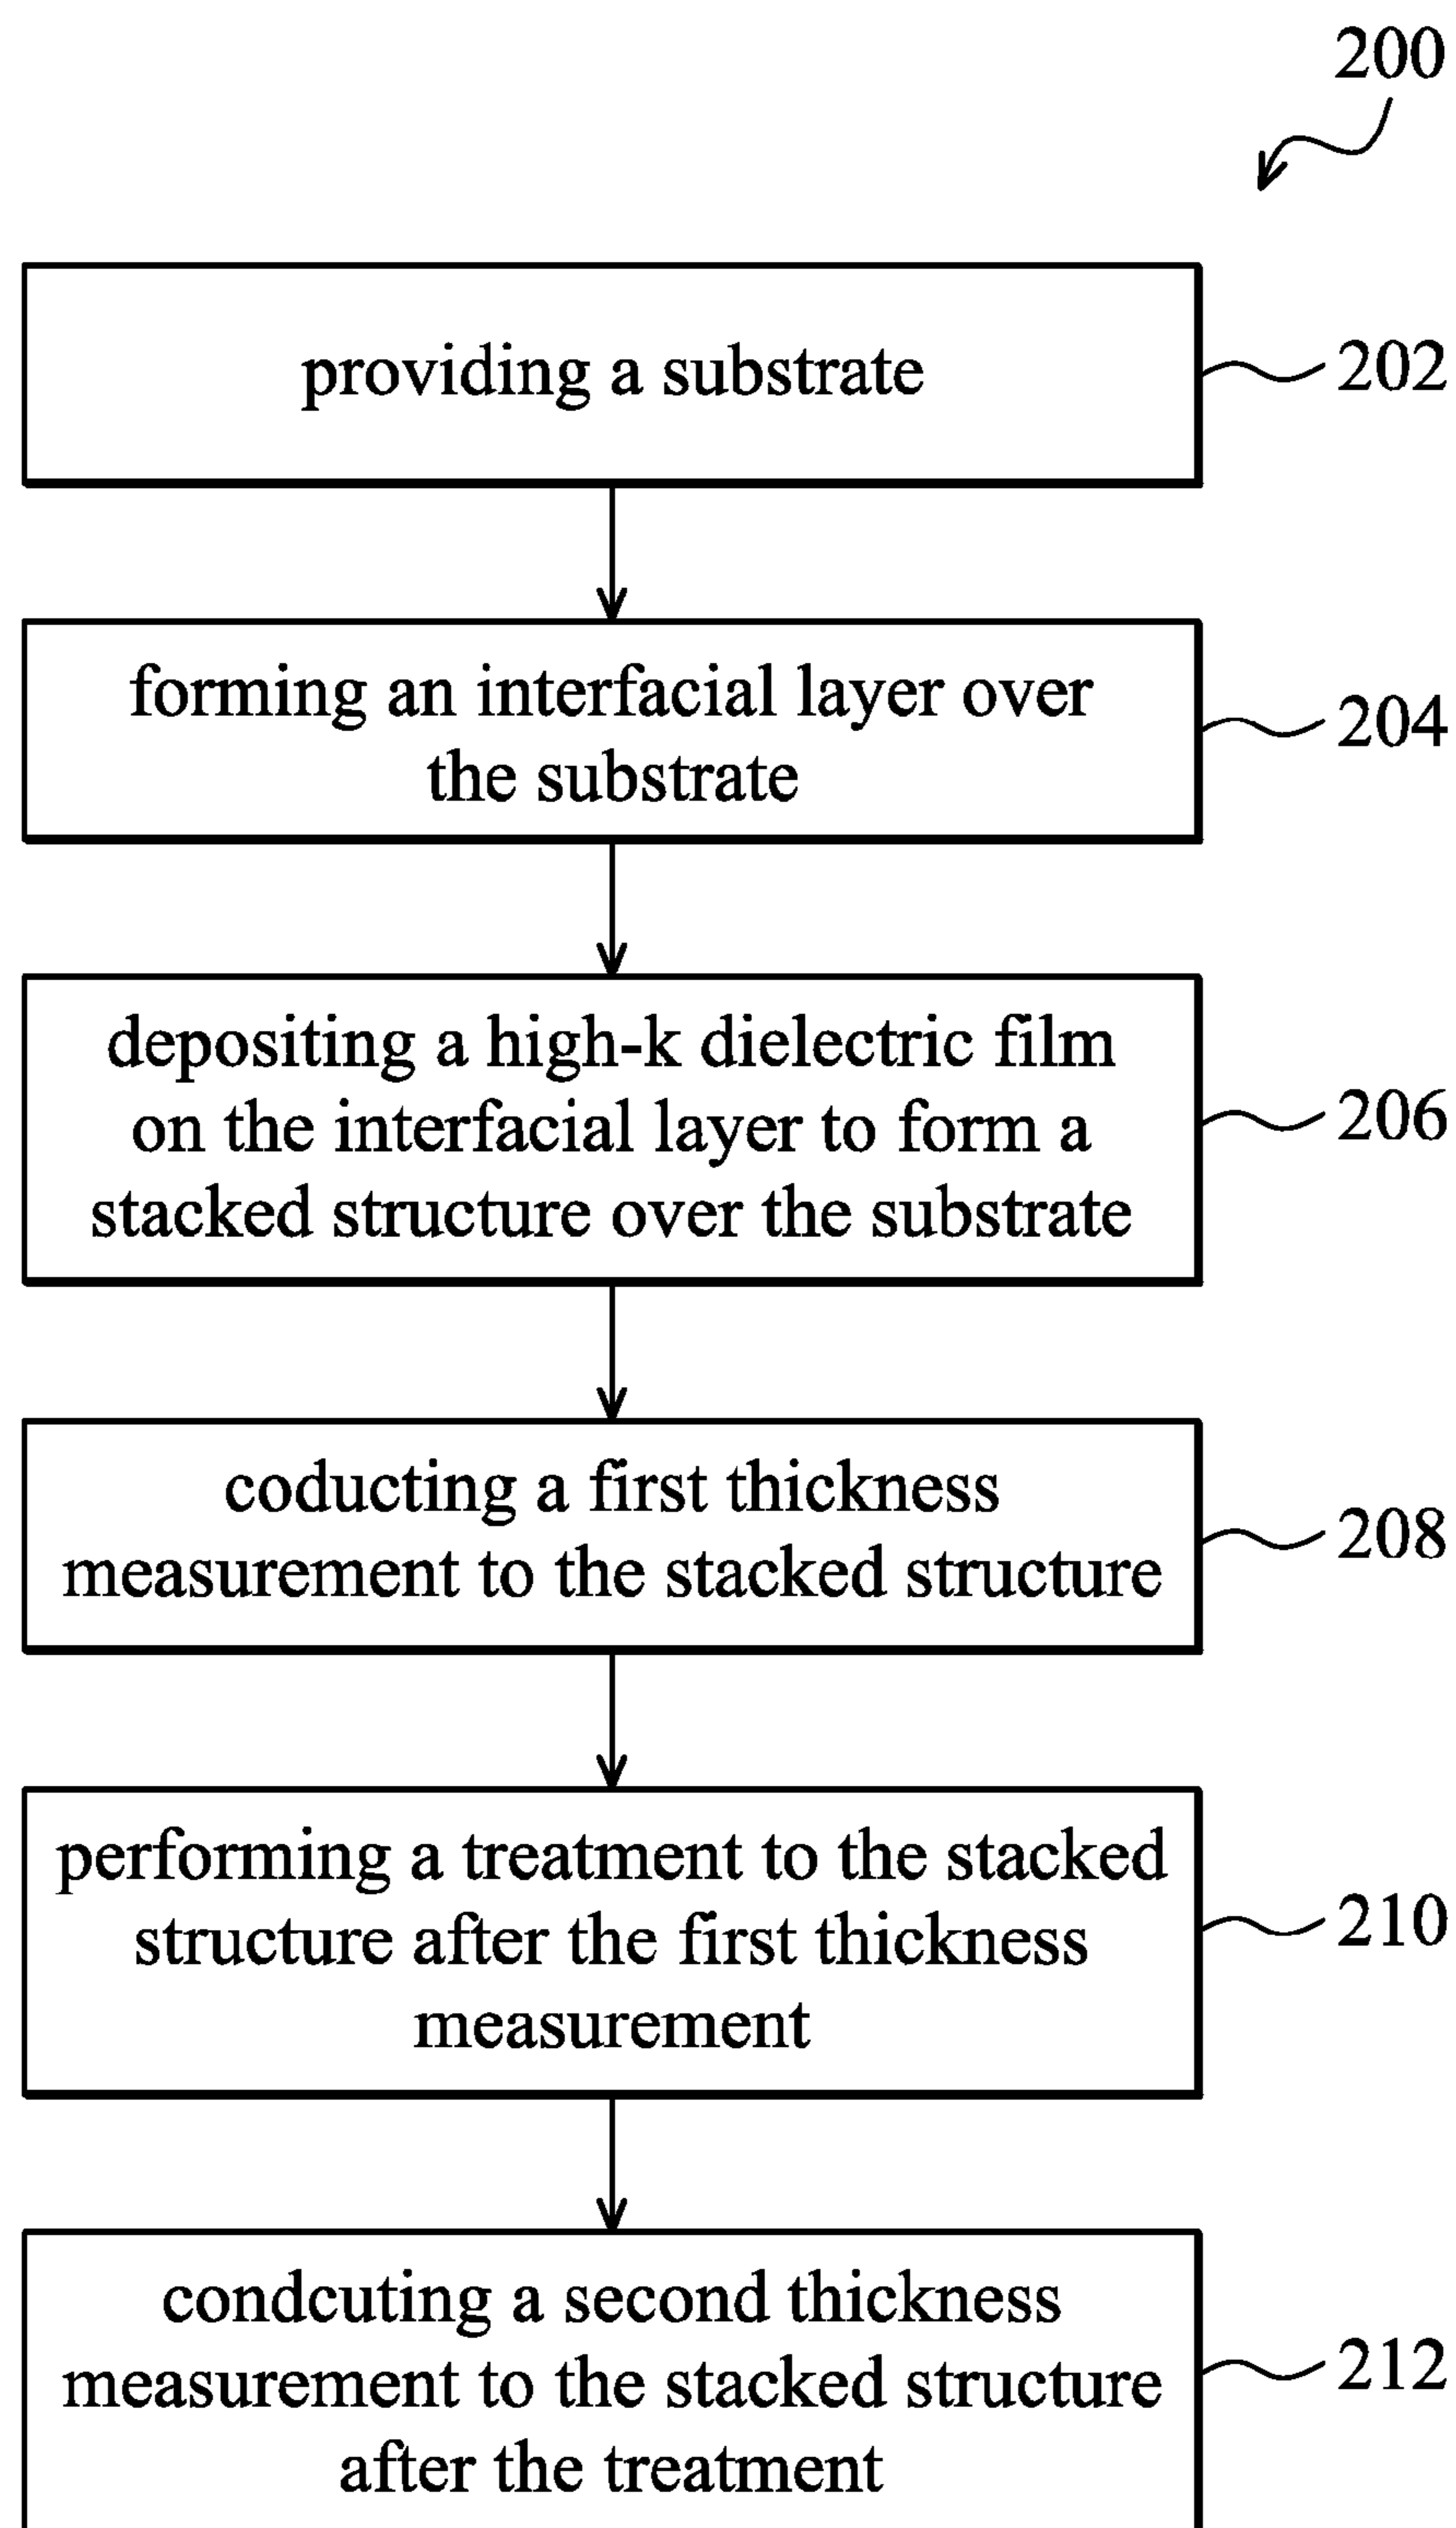 200
providing a substrate
202
forming an interfacial layer over
the substrate
204
depositing a high-k dielectric film
on the interfacial layer to form a
stacked structure over the substrate
206
coducting a first thickness
measurement to the stacked structure
208
performing a treatment to the stacked
structure after the first thickness
measurement
210
condcuting a second thickness
measurement to the stacked structure
after the treatment
212